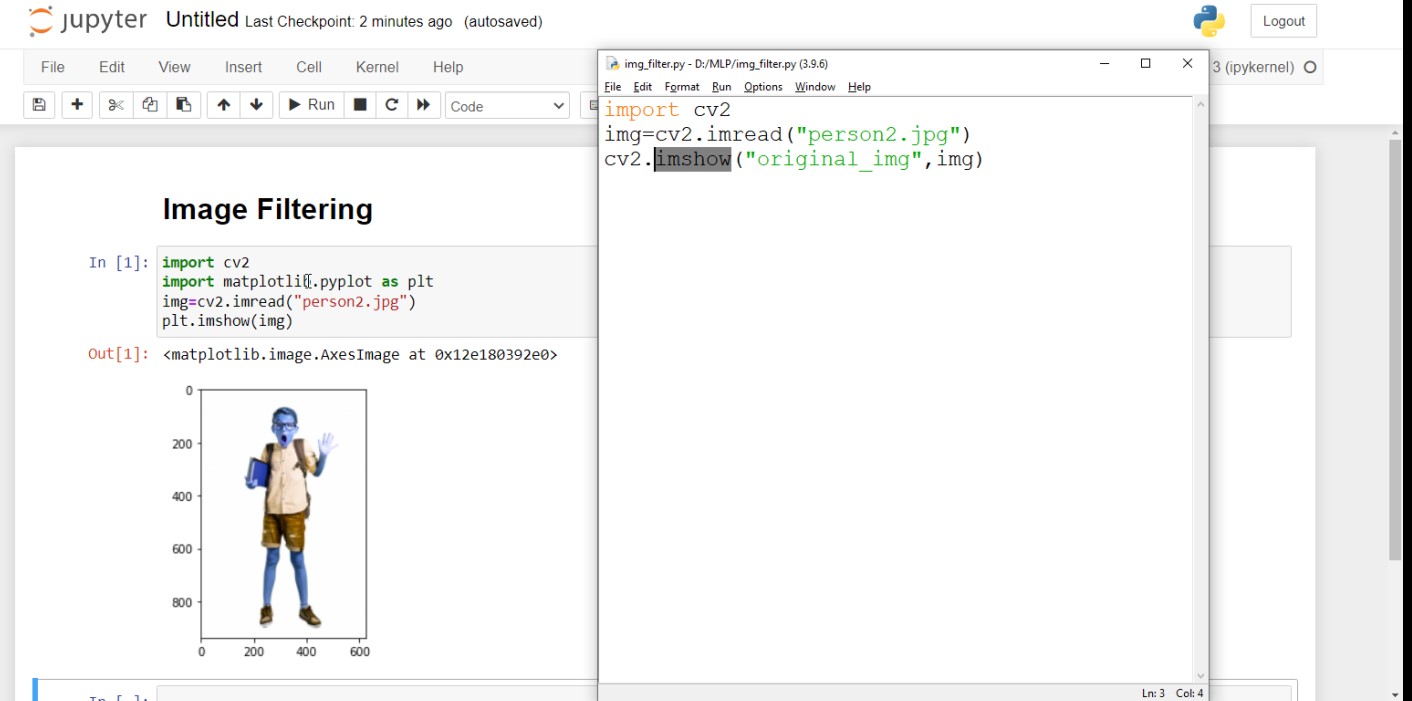 jupyter Untitled Last Checkpoint: 2 minutes ago (autosaved)
Logout
File Edit View Insert Cell Kernel Help
3 (ipykernel)
Run
Code
Image Filtering
In [1]:
import cv2
import matplotlib.pyplot as plt
img=cv2.imread("person2.jpg")
plt.imshow(img)
Out[1]: <matplotlib.image.AxesImage at 0x12e180392e0>
0
200
400
600
800
0 200 400 600
In [ ]:
img_filter.py - D:/MLP/img_filter.py (3.9.6)
File Edit Format Run Options Window Help
import cv2
img=cv2.imread("person2.jpg")
cv2.imshow("original_img",img)
Ln: 3 Col: 4